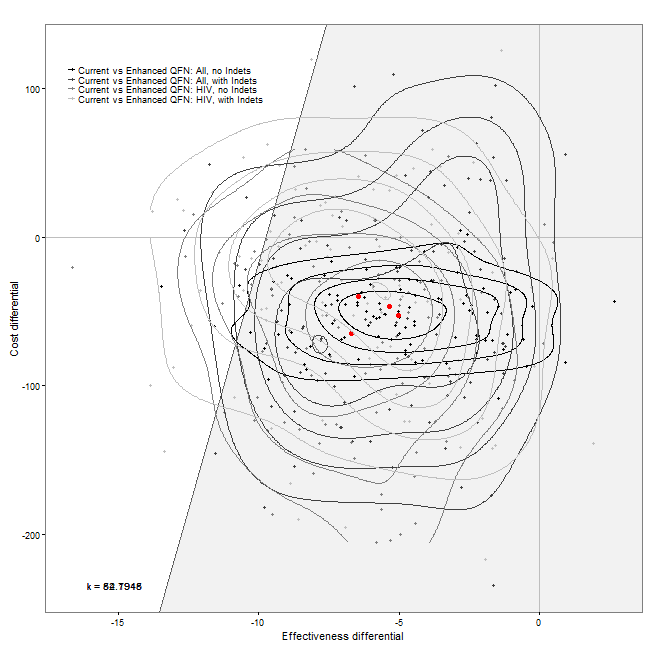 Current vs Enhanced QFN: All, no Indets
Current vs Enhanced QFN: All, with Indets
Current vs Enhanced QFN: HIV, no Indets
Current vs Enhanced QFN: HIV, with Indets
100
0
-100
-200
Cost differential
k =
-15
-10
-5
0
Effectiveness differential